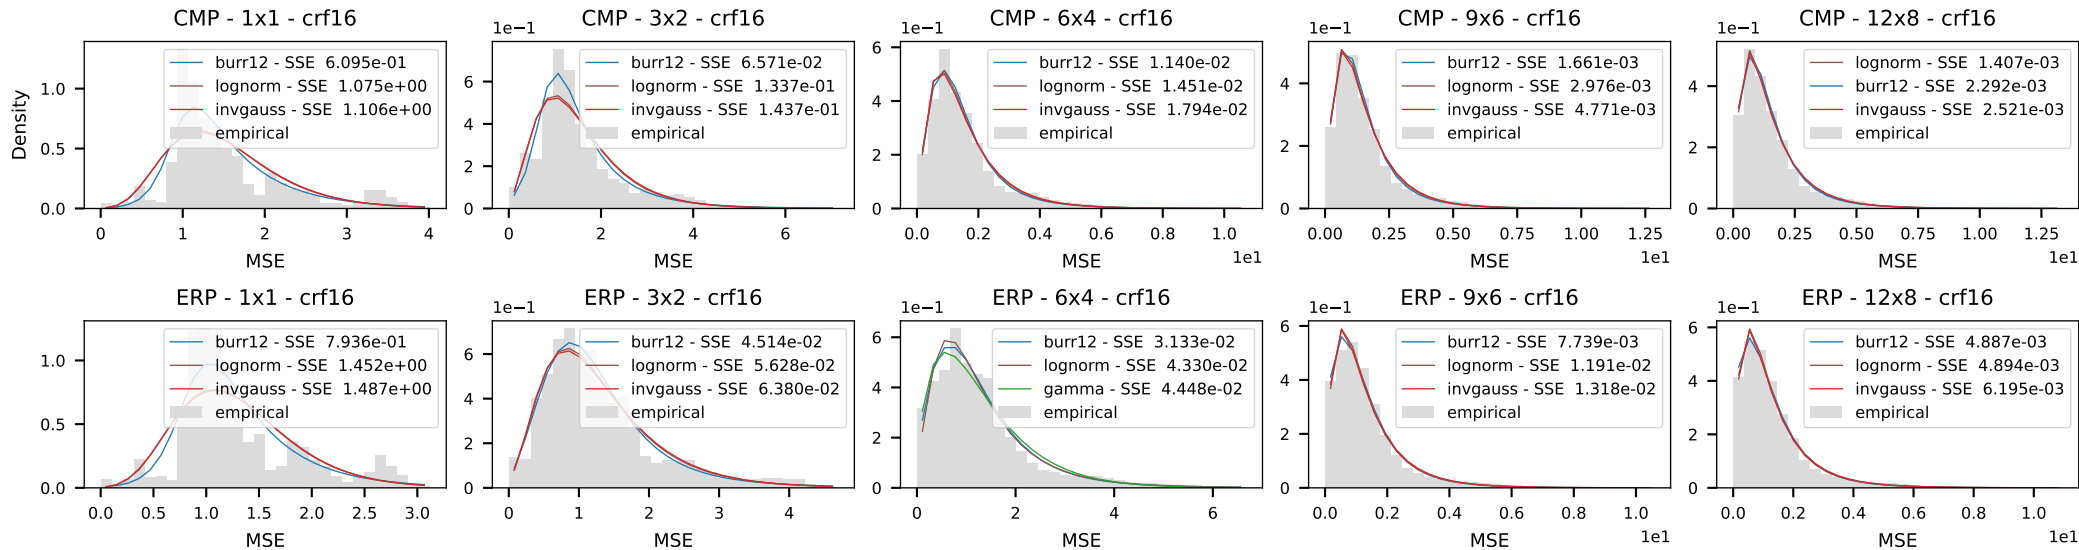 CMP - 1x1 - crf16
Density
1.0
0.5
0.0
0 1 2 3 4
MSE
burr12 - SSE 6.095e-01
lognorm - SSE 1.075e+00
invgauss - SSE 1.106e+00
empirical
CMP - 3x2 - crf16
1e−1
6
4
2
0
0 2 4 6
MSE
burr12 - SSE 6.571e-02
lognorm - SSE 1.337e-01
invgauss - SSE 1.437e-01
empirical
CMP - 6x4 - crf16
1e−1
6
4
2
0
0.0 0.2 0.4 0.6 0.8 1.0
MSE
1e1
burr12 - SSE 1.140e-02
lognorm - SSE 1.451e-02
invgauss - SSE 1.794e-02
empirical
CMP - 9x6 - crf16
1e−1
4
2
0
0.00 0.25 0.50 0.75 1.00 1.25
MSE
1e1
burr12 - SSE 1.661e-03
lognorm - SSE 2.976e-03
invgauss - SSE 4.771e-03
empirical
CMP - 12x8 - crf16
1e−1
4
2
0
0.00 0.25 0.50 0.75 1.00 1.25
MSE
1e1
lognorm - SSE 1.407e-03
burr12 - SSE 2.292e-03
invgauss - SSE 2.521e-03
empirical
ERP - 1x1 - crf16
1.0
0.5
0.0
0.0 0.5 1.0 1.5 2.0 2.5 3.0
MSE
burr12 - SSE 7.936e-01
lognorm - SSE 1.452e+00
invgauss - SSE 1.487e+00
empirical
ERP - 3x2 - crf16
1e−1
6
4
2
0
0 1 2 3 4
MSE
burr12 - SSE 4.514e-02
lognorm - SSE 5.628e-02
invgauss - SSE 6.380e-02
empirical
ERP - 6x4 - crf16
1e−1
6
4
2
0
0 2 4 6
MSE
burr12 - SSE 3.133e-02
lognorm - SSE 4.330e-02
gamma - SSE 4.448e-02
empirical
ERP - 9x6 - crf16
1e−1
6
4
2
0
0.0 0.2 0.4 0.6 0.8 1.0
MSE
1e1
burr12 - SSE 7.739e-03
lognorm - SSE 1.191e-02
invgauss - SSE 1.318e-02
empirical
ERP - 12x8 - crf16
1e−1
6
4
2
0
0.0 0.2 0.4 0.6 0.8 1.0
MSE
1e1
burr12 - SSE 4.887e-03
lognorm - SSE 4.894e-03
invgauss - SSE 6.195e-03
empirical